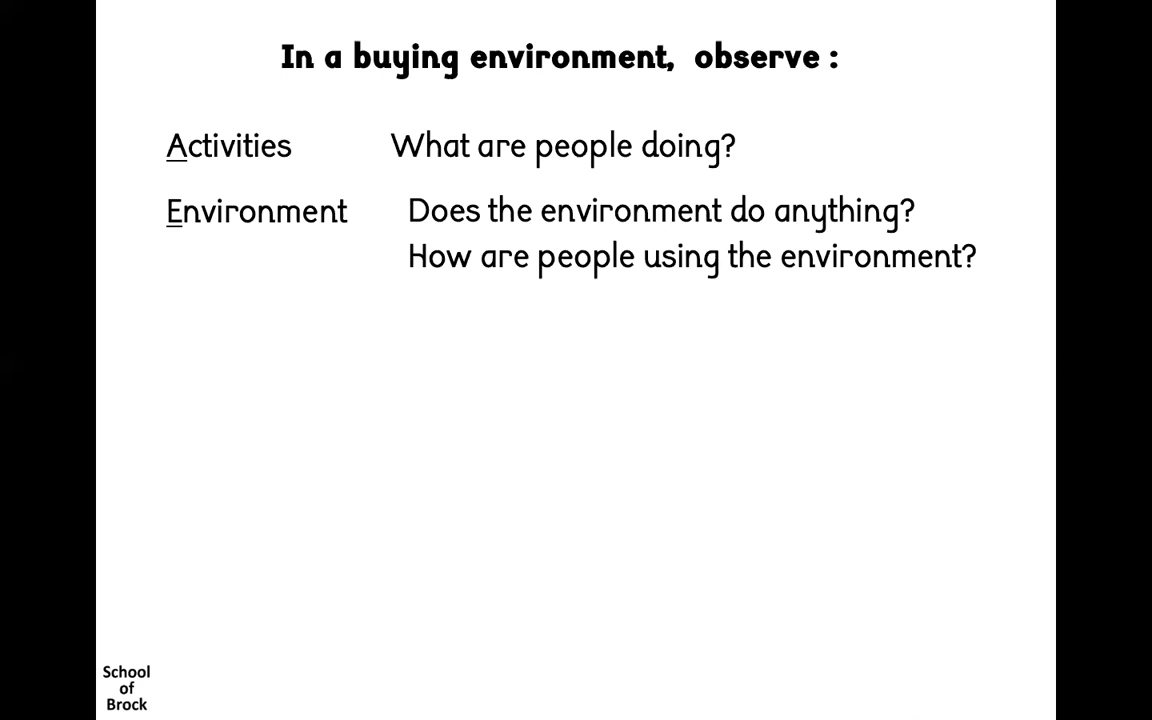 In a buying environment, observe :
Activities What are people doing?
Environment Does the environment do anything?
How are people using the environment?
School
of
Brock